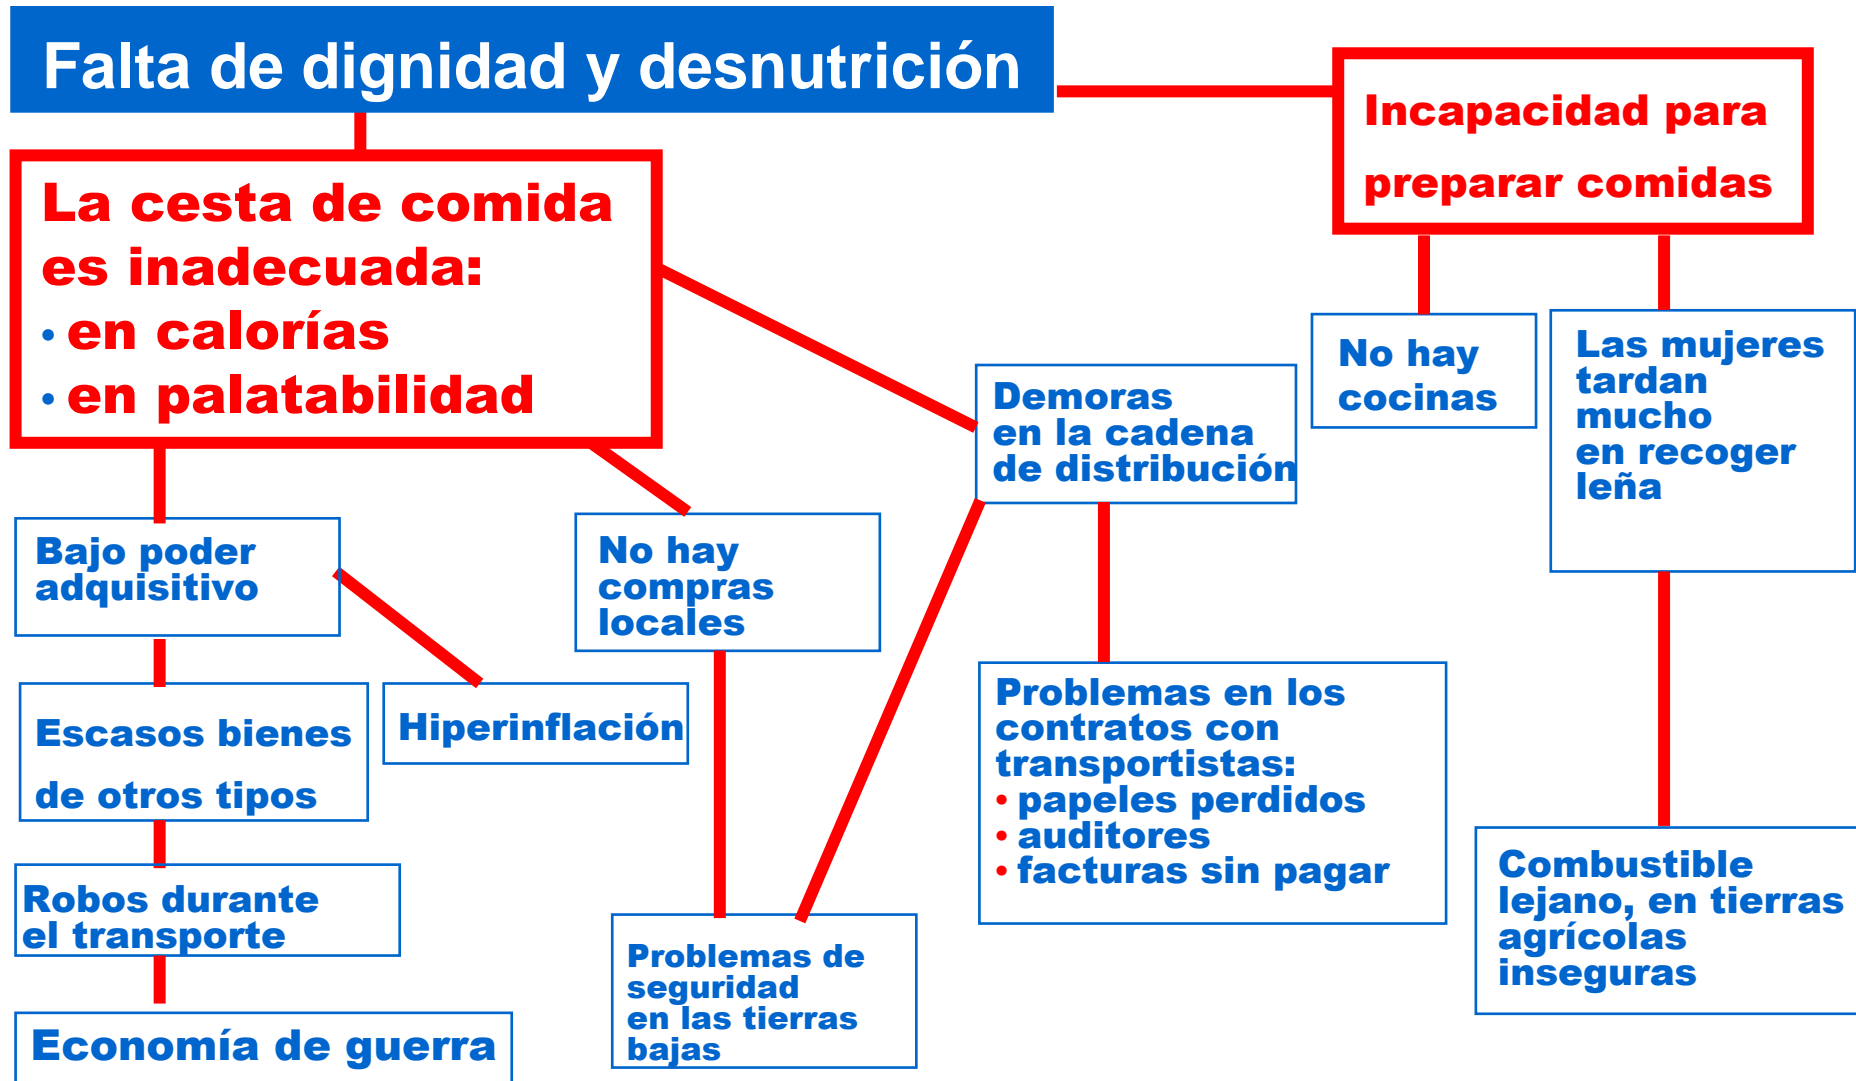 Falta de dignidad y desnutrición
Incapacidad para
preparar comidas
La cesta de comida
es inadecuada:
• en calorías
• en palatabilidad
No hay
cocinas
Las mujeres
tardan
mucho
en recoger
leña
Demoras
en la cadena
de distribución
Bajo poder
adquisitivo
No hay
compras
locales
Escasos bienes
de otros tipos
Hiperinflación
Problemas en los
contratos con
transportistas:
• papeles perdidos
• auditores
• facturas sin pagar
Combustible
lejano, en tierras
agrícolas
inseguras
Robos durante
el transporte
Problemas de
seguridad
en las tierras
bajas
Economía de guerra